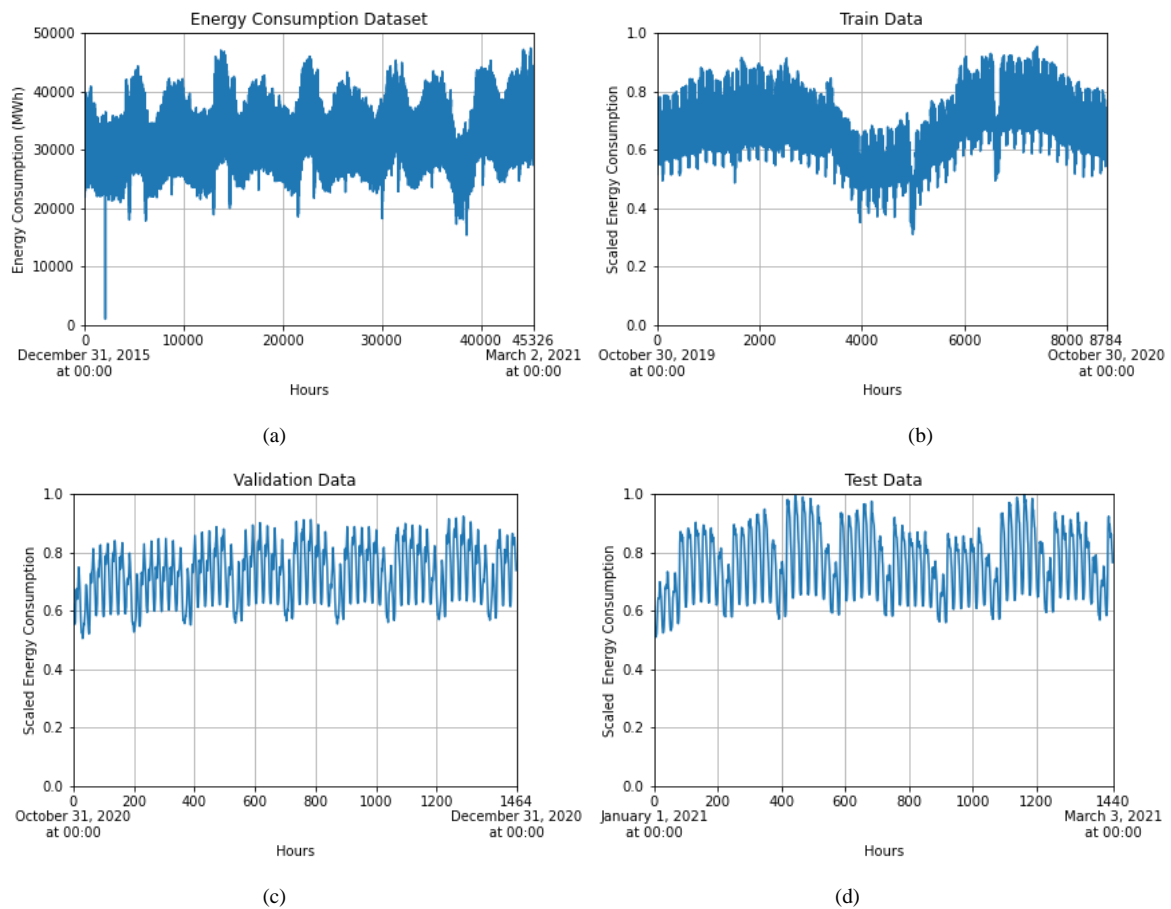 Energy Consumption Dataset
Energy Consumption (MWh)
50000
40000
30000
20000
10000
0
0 10000 20000 30000 40000 45326
December 31, 2015 March 2, 2021
at 00:00 at 00:00
Hours
(a)
Train Data
Scaled Energy Consumption
1.0
0.8
0.6
0.4
0.2
0.0
0 2000 4000 6000 8000 8784
October 30, 2019 October 30, 2020
at 00:00 at 00:00
Hours
(b)
Validation Data
Scaled Energy Consumption
1.0
0.8
0.6
0.4
0.2
0.0
0 200 400 600 800 1000 1200 1464
October 31, 2020 December 31, 2020
at 00:00 at 00:00
Hours
(c)
Test Data
Scaled Energy Consumption
1.0
0.8
0.6
0.4
0.2
0.0
0 200 400 600 800 1000 1200 1440
January 1, 2021 March 3, 2021
at 00:00 at 00:00
Hours
(d)